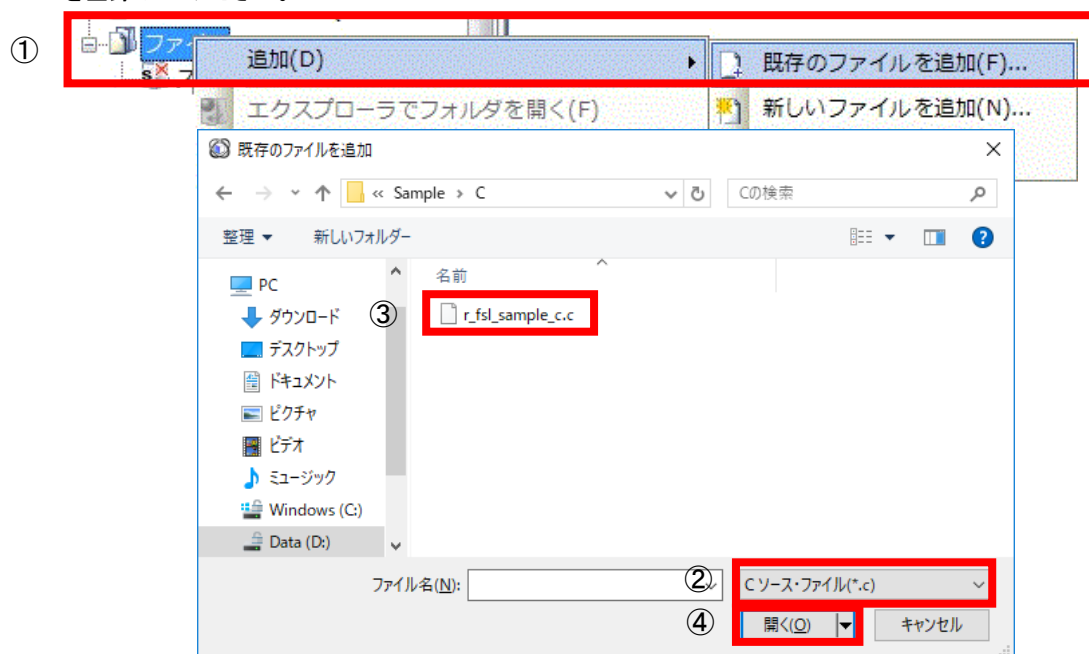 ①
ファイル
追加(D)
既存のファイルを追加(F)...
エクスプローラでフォルダを開く(F)
新しいファイルを追加(N)...
既存のファイルを追加
« Sample › C
Cの検索
整理
新しいフォルダー
PC
名前
ダウンロード
③
r_fsl_sample_c.c
デスクトップ
ドキュメント
ピクチャ
ビデオ
ミュージック
Windows (C:)
Data (D:)
ファイル名(N):
②
C ソース・ファイル(*.c)
④
開く(O)
キャンセル